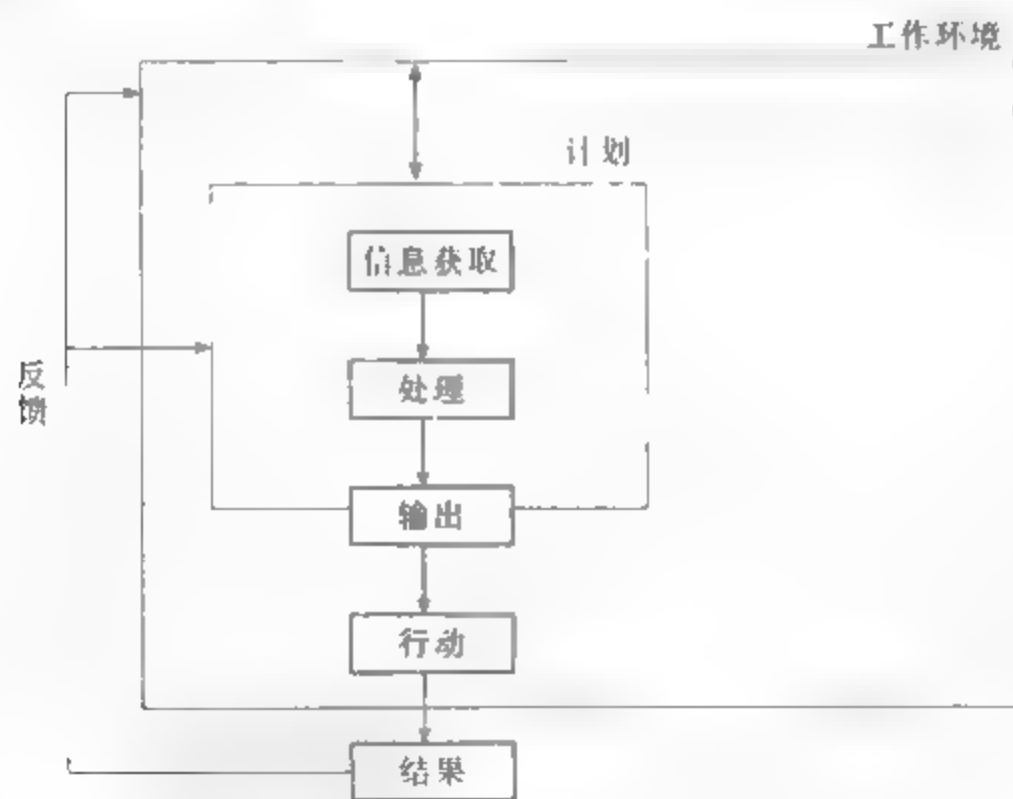 工作环境
计划
信息获取
处理
反馈
输出
行动
结果